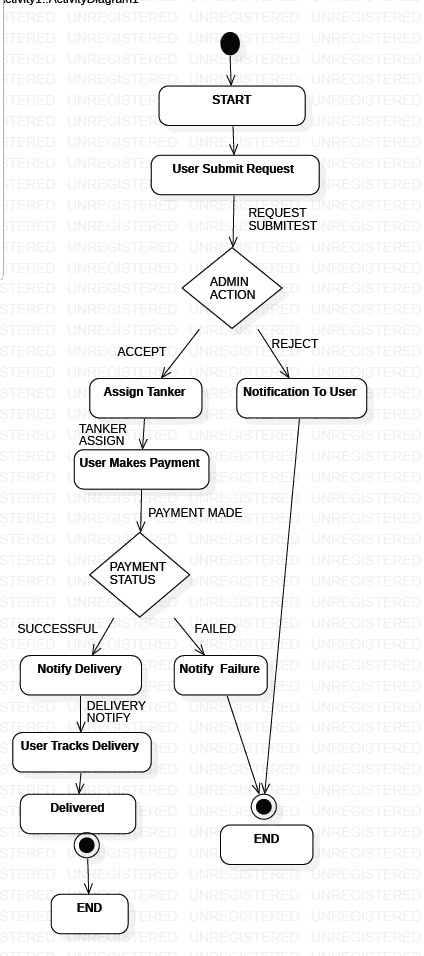 START
User Submit Request
REQUEST
SUBMITEST
ADMIN
ACTION
ACCEPT
REJECT
Assign Tanker
Notification To User
TANKER
ASSIGN
User Makes Payment
PAYMENT MADE
PAYMENT
STATUS
SUCCESSFUL
FAILED
Notify Delivery
Notify Failure
DELIVERY
NOTIFY
User Tracks Delivery
Delivered
END
END
UNREGISTERED